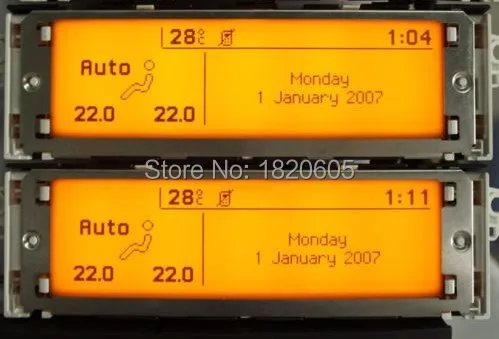 28°C 1:04
Auto
Monday
1 January 2007
22.0 22.0
Store No: 1820605
28°C 1:11
Auto
Monday
1 January 2007
22.0 22.0